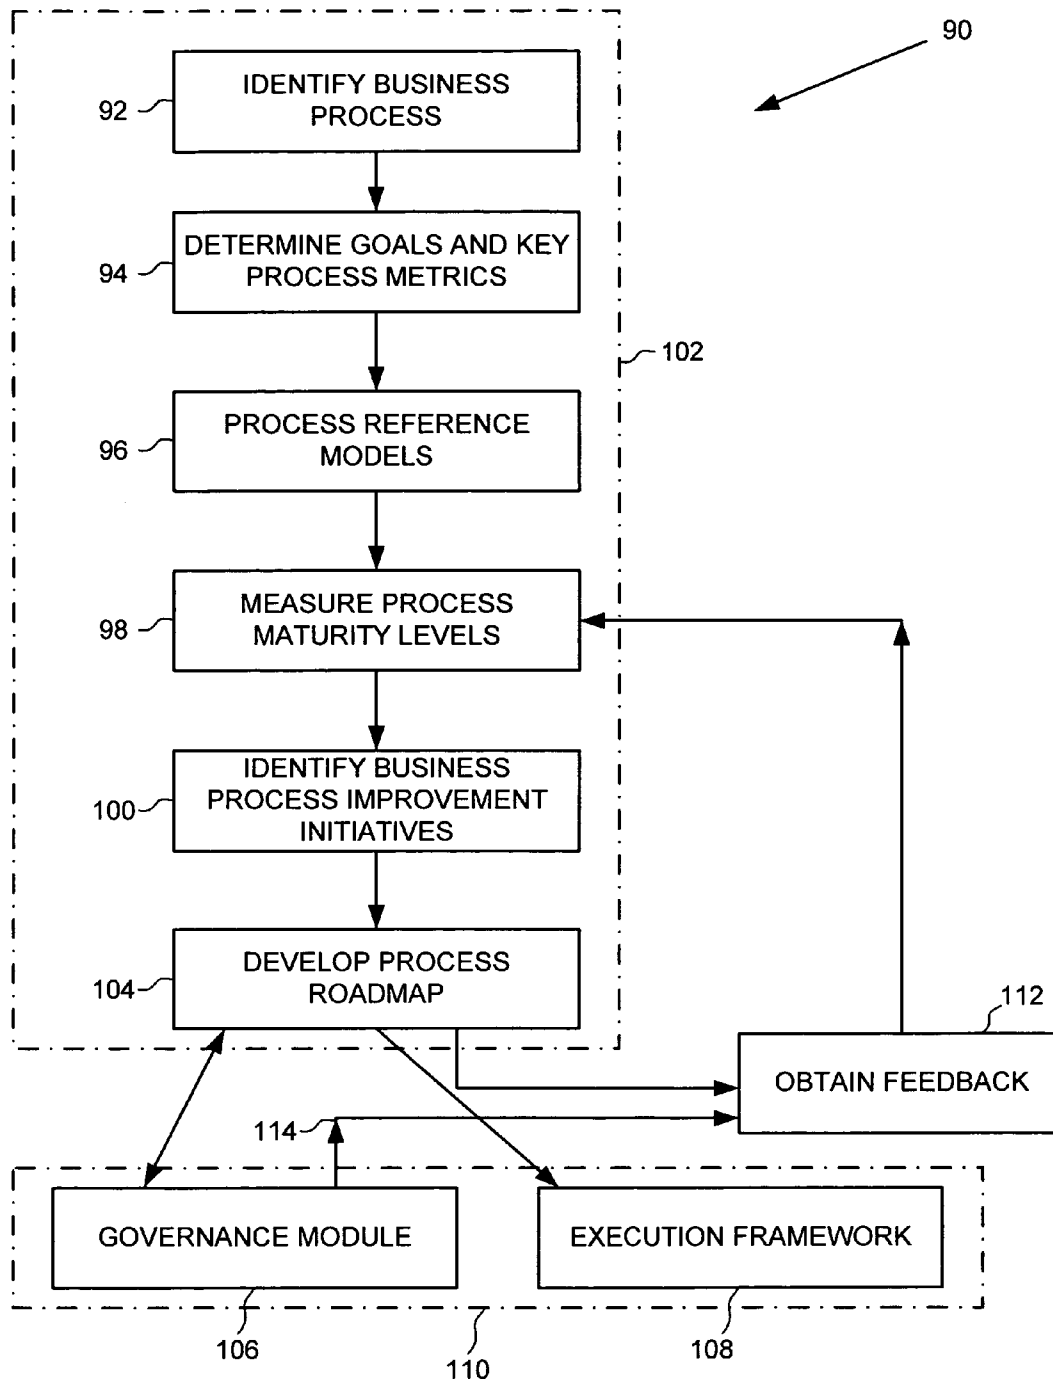 90
IDENTIFY BUSINESS
PROCESS
92
DETERMINE GOALS AND KEY
PROCESS METRICS
94
102
PROCESS REFERENCE
MODELS
96
MEASURE PROCESS
MATURITY LEVELS
98
IDENTIFY BUSINESS
PROCESS IMPROVEMENT
INITIATIVES
100
DEVELOP PROCESS
ROADMAP
104
112
OBTAIN FEEDBACK
114
GOVERNANCE MODULE
EXECUTION FRAMEWORK
106
108
110